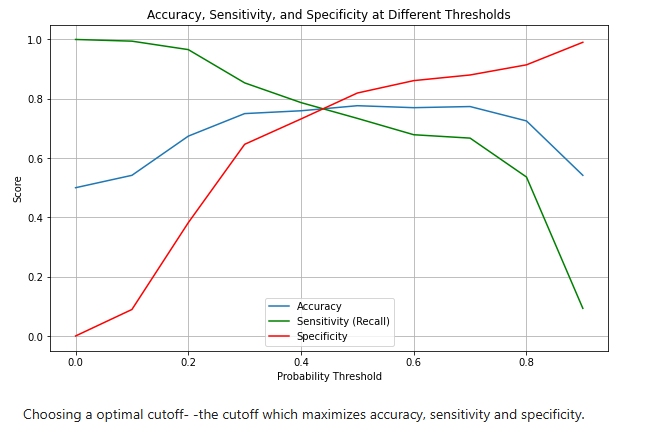 Accuracy, Sensitivity, and Specificity at Different Thresholds
1.0
0.8
0.6
0.4
0.2
0.0
Score
Accuracy
Sensitivity (Recall)
Specificity
0.0 0.2 0.4 0.6 0.8
Probability Threshold
Choosing a optimal cutoff- -the cutoff which maximizes accuracy, sensitivity and specificity.